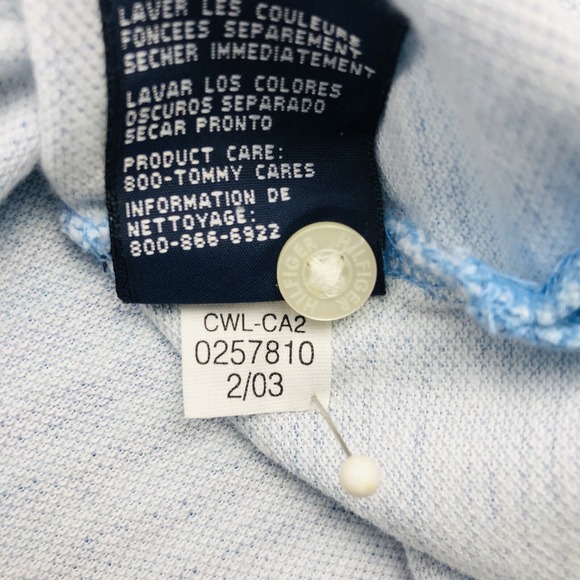 LAVER LES COULEURS
FONCEES SEPAREMENT
SECHER IMMEDIATEMENT
LAVAR LOS COLORES
OSCUROS SEPARADO
SECAR PRONTO
PRODUCT CARE:
800-TOMMY CARES
INFORMATION DE
NETTOYAGE:
800-866-6922
HILFIGER HILFIGER
CWL-CA2
0257810
2/03